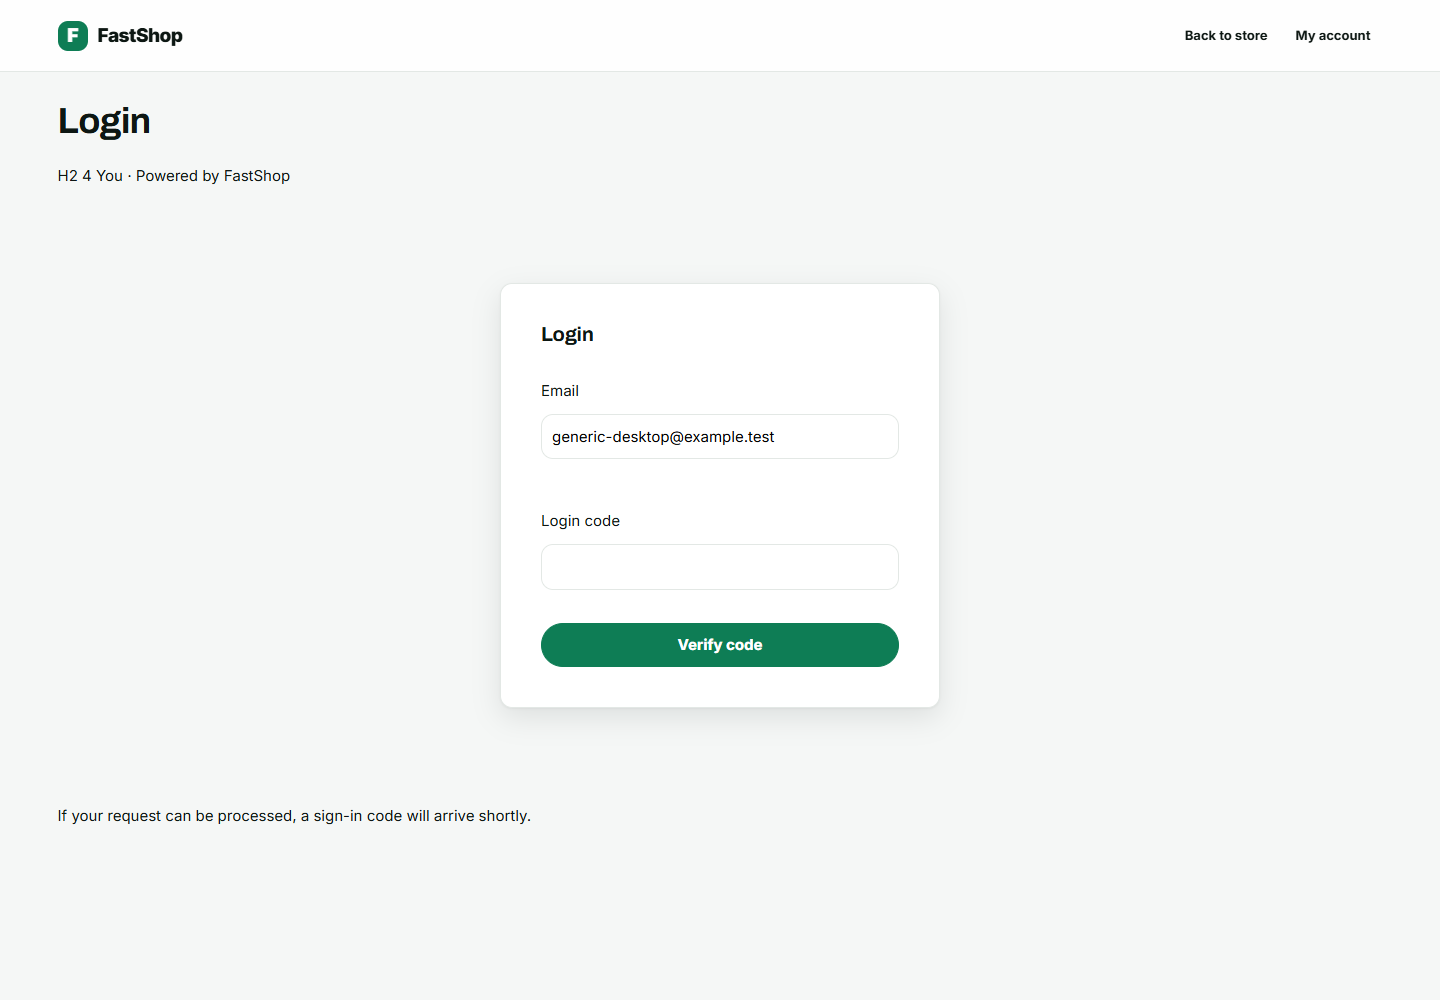 F FastShop
Back to store
My account
Login
H2 4 You · Powered by FastShop
Login
Email
generic-desktop@example.test
Login code
Verify code
If your request can be processed, a sign-in code will arrive shortly.